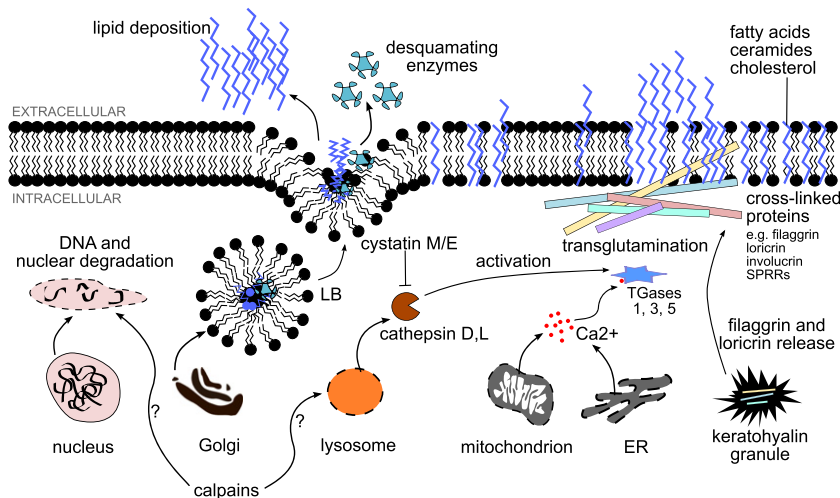 lipid deposition
desquamating
enzymes
fatty acids
ceramides
cholesterol
EXTRACELLULAR
INTRACELLULAR
DNA and
nuclear degradation
LB
cystatin M/E
cathepsin D,L
activation
transglutamination
cross-linked
proteins
e.g. filaggrin
loricrin
involucrin
SPRRs
TGases
1, 3, 5
Ca2+
filaggrin and
loricrin release
?
?
nucleus
Golgi
lysosome
mitochondrion
ER
keratohyalin
granule
calpains